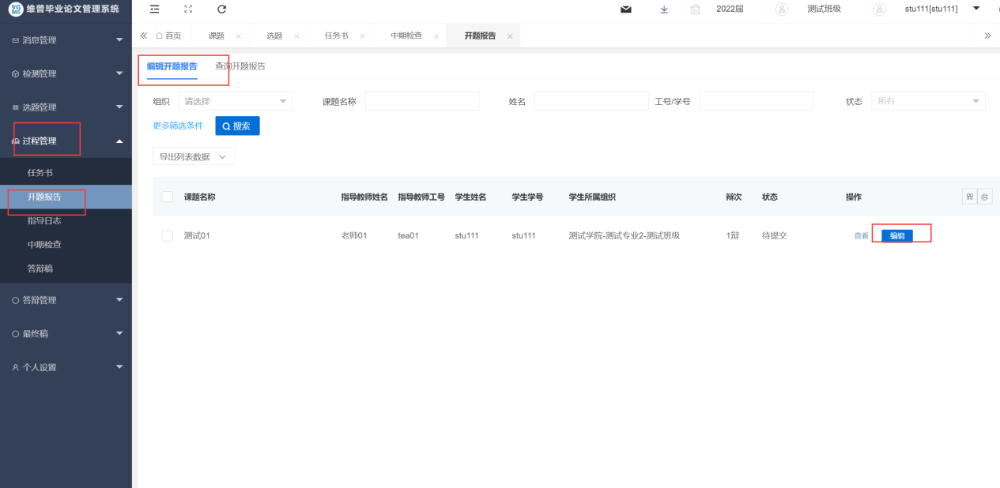 VG MS 维普毕业论文管理系统
2022届 测试班级 stu111[stu111]
首页 课题 选题 任务书 中期检查 开题报告
消息管理
检测管理
选题管理
过程管理
任务书
开题报告
指导日志
中期检查
答辩稿
答辩管理
最终稿
个人设置
编辑开题报告 查询开题报告
组织 请选择 课题名称 姓名 工号/学号 状态 所有
更多筛选条件 搜索
导出列表数据
课题名称 指导教师姓名 指导教师工号 学生姓名 学生学号 学生所属组织 辩次 状态 操作
测试01 老师01 tea01 stu111 stu111 测试学院-测试专业2-测试班级 1辩 待提交 查看 编辑